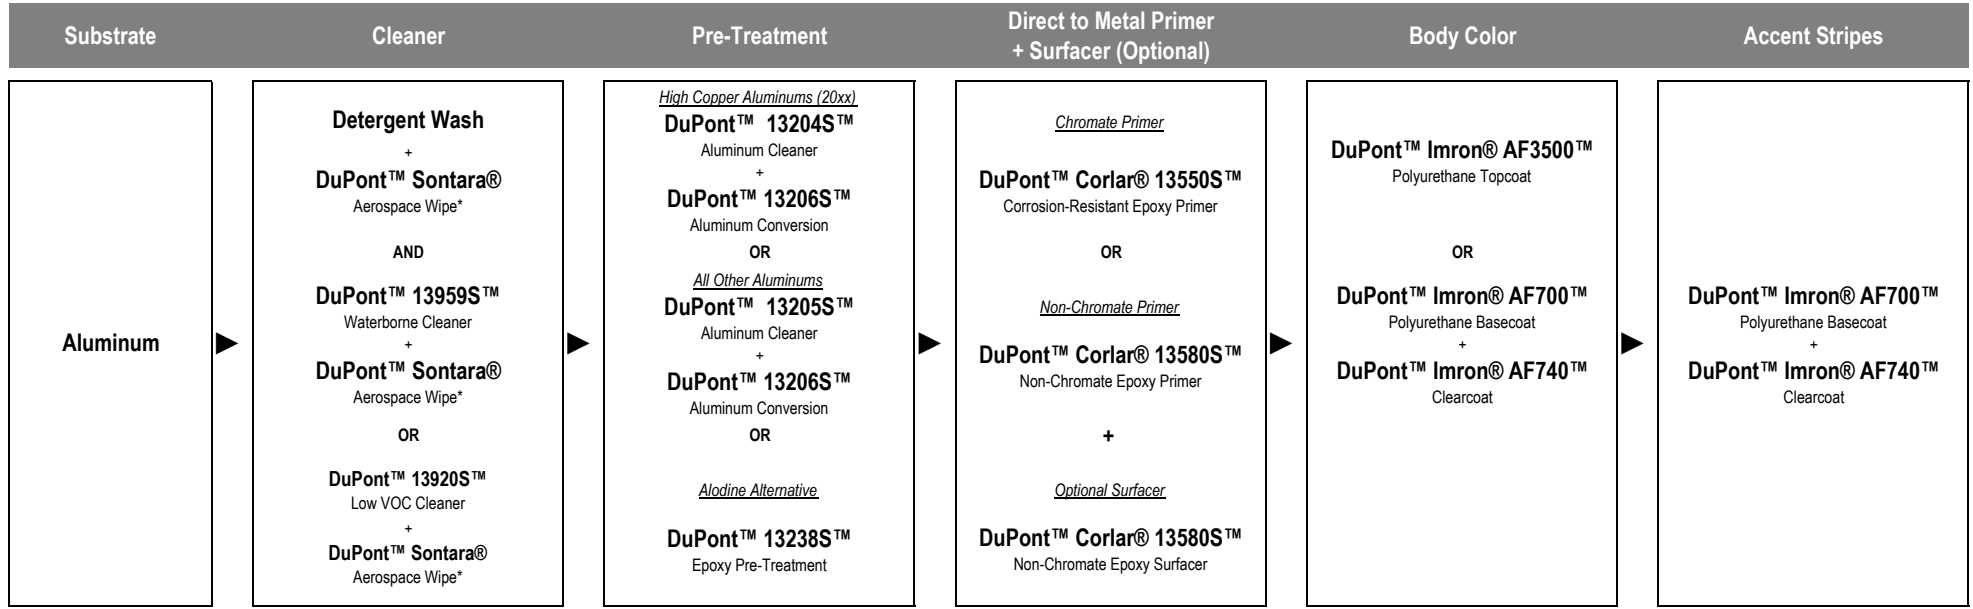 Substrate
Cleaner
Pre-Treatment
Direct to Metal Primer
+ Surfacer (Optional)
Body Color
Accent Stripes
Aluminum
Detergent Wash
+
DuPont™ Sontara®
Aerospace Wipe*
AND
DuPont™ 13959S™
Waterborne Cleaner
+
DuPont™ Sontara®
Aerospace Wipe*
OR
DuPont™ 13920S™
Low VOC Cleaner
+
DuPont™ Sontara®
Aerospace Wipe*
High Copper Aluminums (20xx)
DuPont™ 13204S™
Aluminum Cleaner
+
DuPont™ 13206S™
Aluminum Conversion
OR
All Other Aluminums
DuPont™ 13205S™
Aluminum Cleaner
+
DuPont™ 13206S™
Aluminum Conversion
OR
Alodine Alternative
DuPont™ 13238S™
Epoxy Pre-Treatment
Chromate Primer
DuPont™ Corlar® 13550S™
Corrosion-Resistant Epoxy Primer
OR
Non-Chromate Primer
DuPont™ Corlar® 13580S™
Non-Chromate Epoxy Primer
+
Optional Surfacer
DuPont™ Corlar® 13580S™
Non-Chromate Epoxy Surfacer
DuPont™ Imron® AF3500™
Polyurethane Topcoat
OR
DuPont™ Imron® AF700™
Polyurethane Basecoat
+
DuPont™ Imron® AF740™
Clearcoat
DuPont™ Imron® AF700™
Polyurethane Basecoat
+
DuPont™ Imron® AF740™
Clearcoat